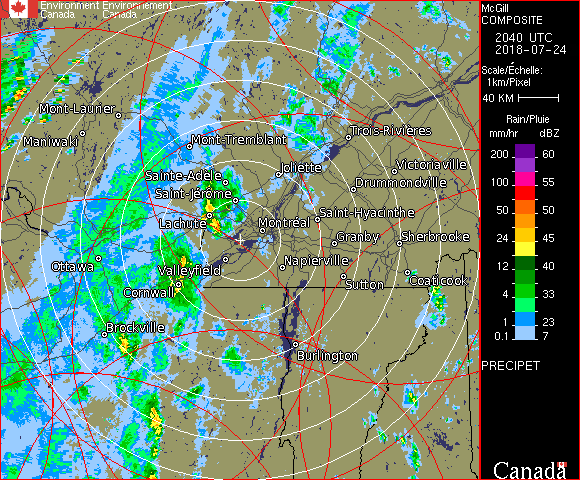 Environment Environnement
Canada Canada
McGill
COMPOSITE
2040 UTC
2018-07-24
Scale/Échelle:
1km/Pixel
40 KM
Rain/Pluie
mm/hr dBZ
200 60
100 55
50 50
24 45
12 40
4 33
1 23
0.1 7
PRECIPET
Canada
Mont-Laurier
Maniwaki
Mont-Tremblant
Trois-Rivières
Joliette
Victoriaville
Sainte-Adèle
Drummondville
Saint-Jérôme
Saint-Hyacinthe
Lachute
Montréal
Granby
Sherbrooke
Ottawa
Valleyfield
Napierville
Sutton
Coaticook
Cornwall
Brockville
Burlington